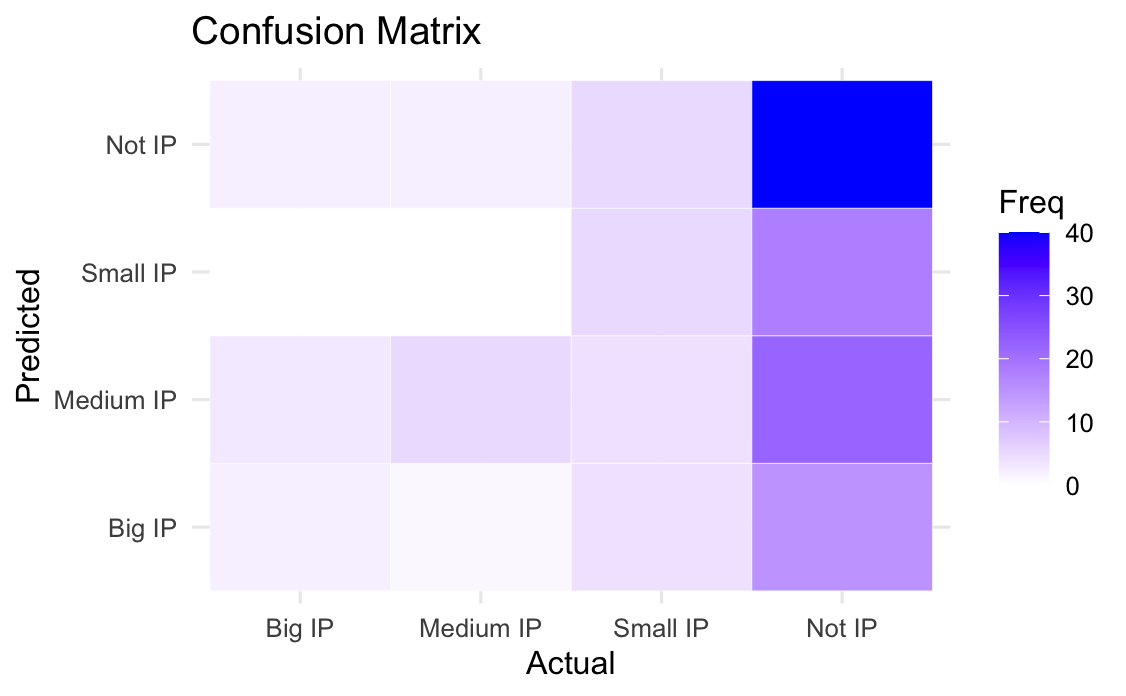 Confusion Matrix
Not IP
Small IP
Medium IP
Big IP
Predicted
Big IP
Medium IP
Small IP
Not IP
Actual
Freq
40
30
20
10
0